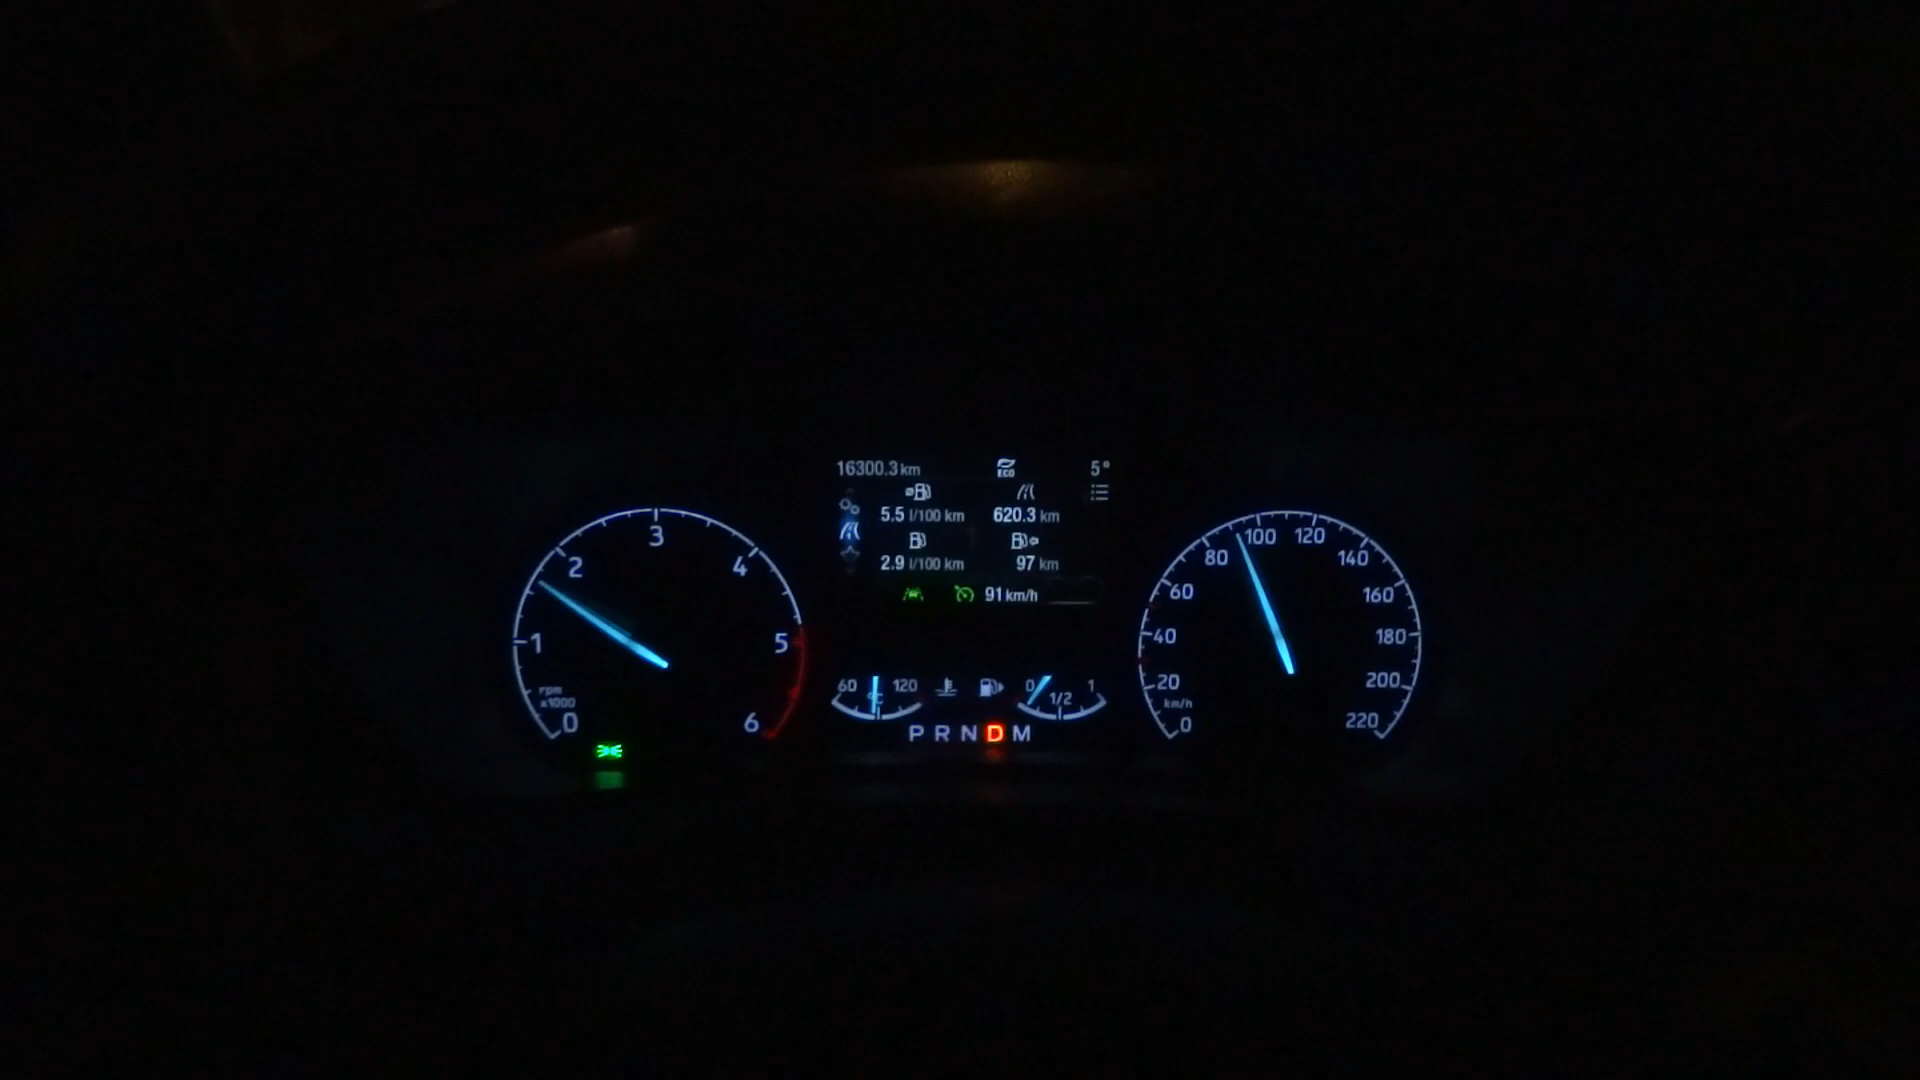 16300.3 km ECO 5°
5.5 l/100 km 620.3 km
2.9 l/100 km 97 km
91 km/h
0 1 2 3 4 5 6
rpm
x1000
60 120
°C
0 1/2 1
P R N D M
0 20 40 60 80 100 120 140 160 180 200 220
km/h